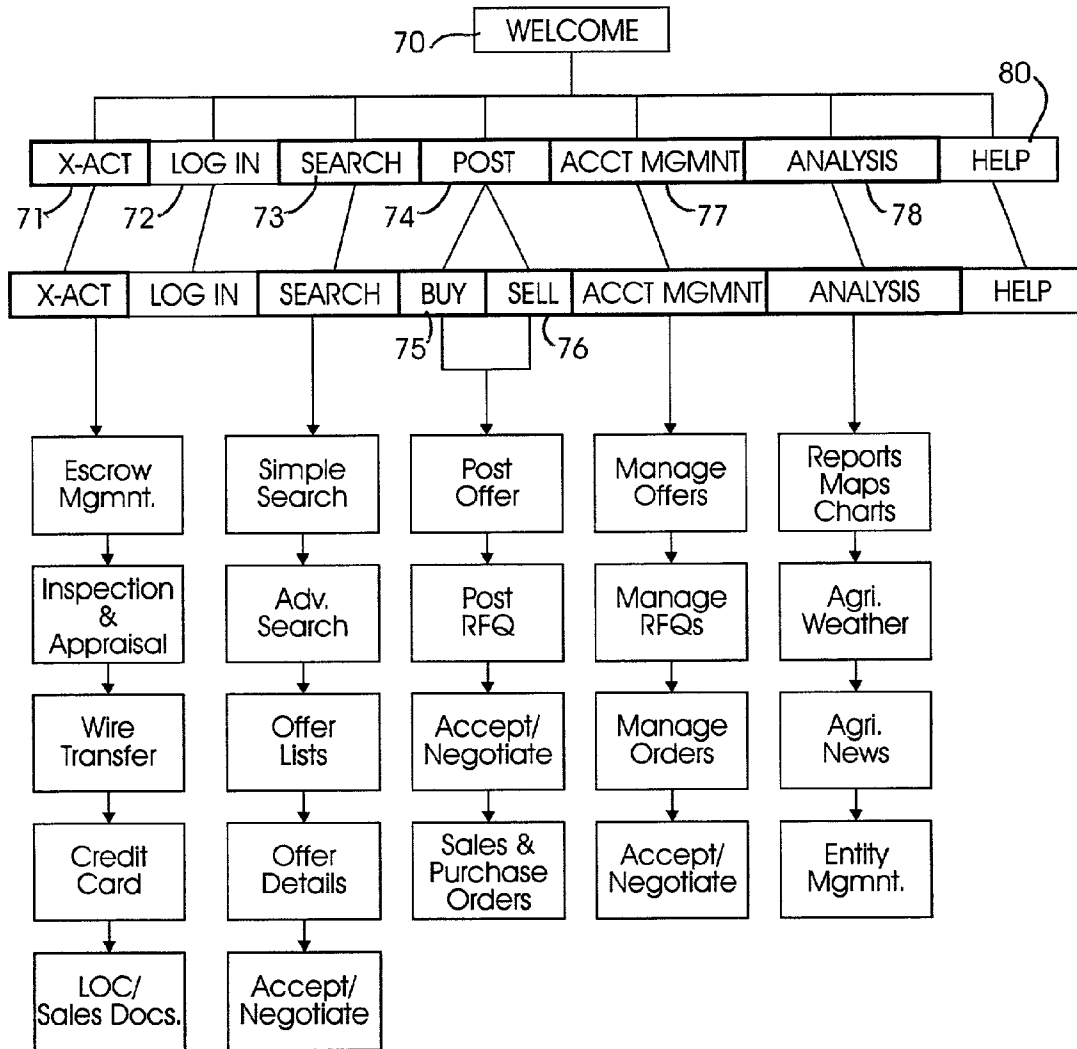 70 WELCOME
80
X-ACT LOG IN SEARCH POST ACCT MGMNT ANALYSIS HELP
71 72 73 74 77 78
X-ACT LOG IN SEARCH BUY SELL ACCT MGMNT ANALYSIS HELP
75 76
Escrow
Mgmnt.
Inspection
&
Appraisal
Wire
Transfer
Credit
Card
LOC/
Sales Docs.
Simple
Search
Adv.
Search
Offer
Lists
Offer
Details
Accept/
Negotiate
Post
Offer
Post
RFQ
Accept/
Negotiate
Sales &
Purchase
Orders
Manage
Offers
Manage
RFQs
Manage
Orders
Accept/
Negotiate
Reports
Maps
Charts
Agri.
Weather
Agri.
News
Entity
Mgmnt.